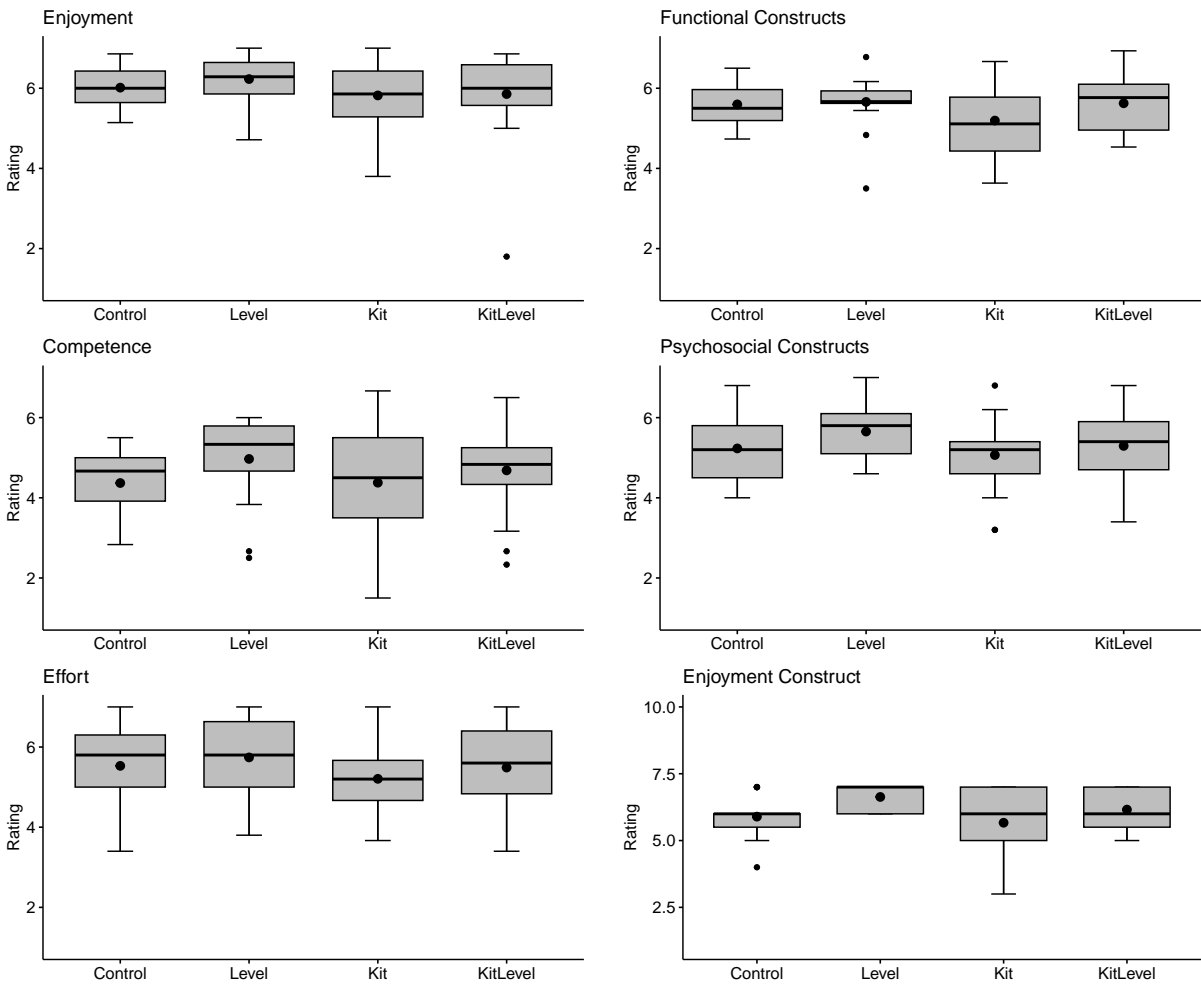 Enjoyment
Rating
6
4
2
Control Level Kit KitLevel
Functional Constructs
Rating
6
4
2
Control Level Kit KitLevel
Competence
Rating
6
4
2
Control Level Kit KitLevel
Psychosocial Constructs
Rating
6
4
2
Control Level Kit KitLevel
Effort
Rating
6
4
2
Control Level Kit KitLevel
Enjoyment Construct
Rating
10.0
7.5
5.0
2.5
Control Level Kit KitLevel